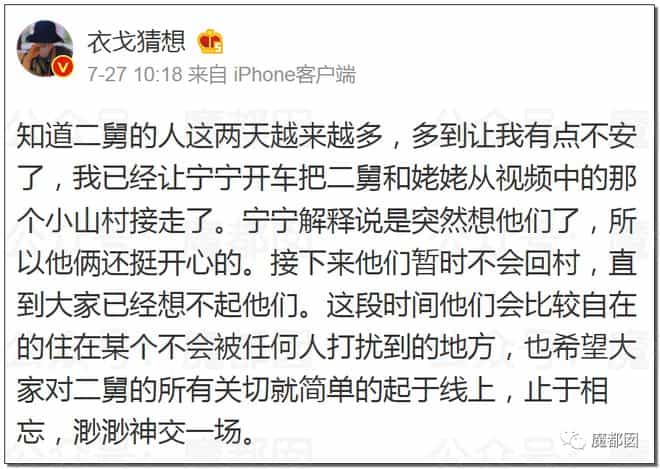 衣戈猜想
7-27 10:18 来自 iPhone客户端
知道二舅的人这两天越来越多，多到让我有点不安
了，我已经让宁宁开车把二舅和姥姥从视频中的那
个小山村接走了。宁宁解释说是突然想他们了，所
以他俩还挺开心的。接下来他们暂时不会回村，直
到大家已经想不起他们。这段时间他们会比较自在
的住在某个不会被任何人打扰到的地方，也希望大
家对二舅的所有关切就简单的起于线上，止于相
忘，渺渺神交一场。
魔都囡